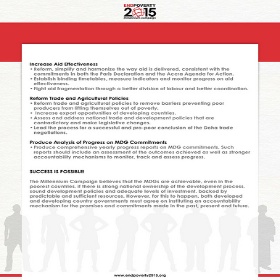 ENDPOVERTY
2015
Increase Aid Effectiveness
• Reform, simplify and harmonize the way aid is delivered, consistent with the
commitments in both the Paris Declaration and the Accra Agenda for Action.
• Establish binding timetables, measure indicators and monitor progress on aid
effectiveness.
• Fight aid fragmentation through a better division of labour and better coordination.
Reform Trade and Agricultural Policies
• Reform trade and agricultural policies to remove barriers preventing poor
producers from lifting themselves out of poverty.
• Increase export opportunities of developing countries.
• Assess and address national trade and development policies that are
contradictory and make legislative changes.
• Lead the process for a successful and pro-poor conclusion of the Doha trade
negotiations.
Produce Analysis of Progress on MDG Commitments
• Produce comprehensive yearly progress reports on MDG commitments. Such
reports should include an assessment of the outcomes achieved as well as stronger
accountability mechanisms to monitor, track and assess progress.
SUCCESS IS POSSIBLE!
The Millennium Campaign believes that the MDGs are achievable, even in the
poorest countries, if there is strong national ownership of the development process,
sound development policies and adequate levels of investment, backed by
predictable and sufficient resources. However, for this to happen, both developed
and developing country governments must agree on instituting an accountability
mechanism for the promises and commitments made in the past, present and future.
www.endpoverty2015.org